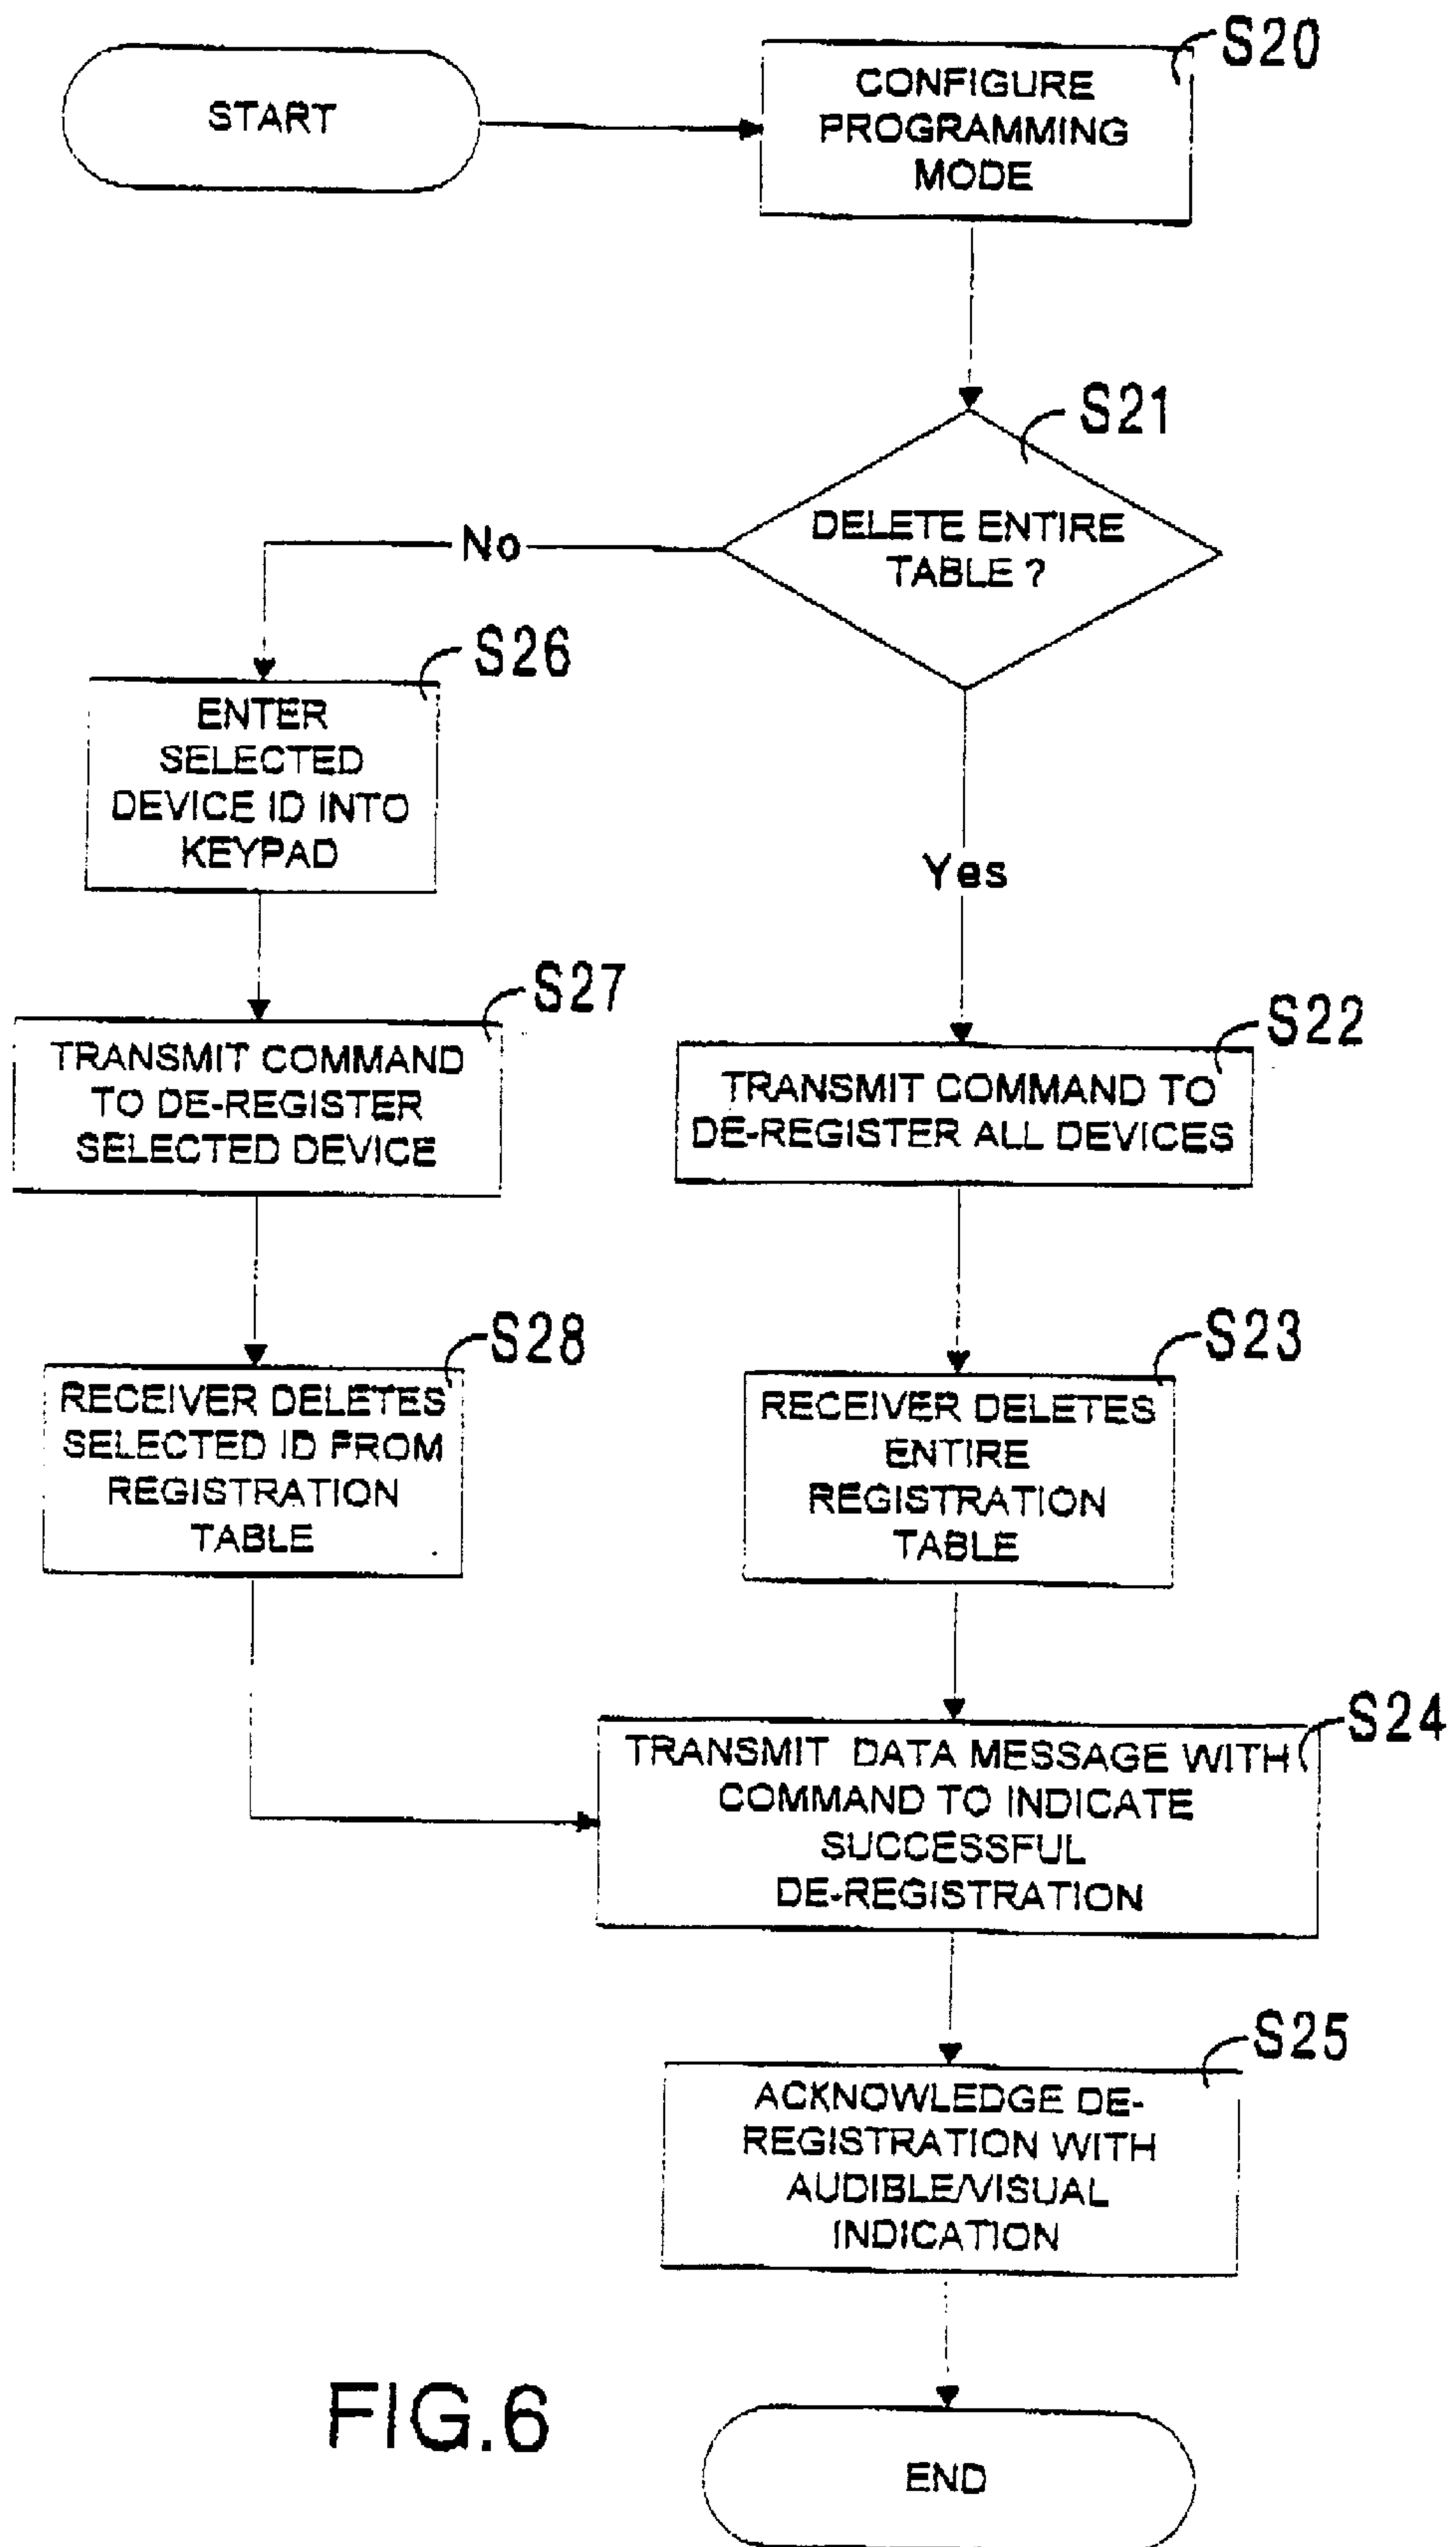 START
S20
CONFIGURE
PROGRAMMING
MODE
S21
DELETE ENTIRE
TABLE ?
No
Yes
S26
ENTER
SELECTED
DEVICE ID INTO
KEYPAD
S27
TRANSMIT COMMAND
TO DE-REGISTER
SELECTED DEVICE
S22
TRANSMIT COMMAND TO
DE-REGISTER ALL DEVICES
S28
RECEIVER DELETES
SELECTED ID FROM
REGISTRATION
TABLE
S23
RECEIVER DELETES
ENTIRE
REGISTRATION
TABLE
S24
TRANSMIT DATA MESSAGE WITH
COMMAND TO INDICATE
SUCCESSFUL
DE-REGISTRATION
S25
ACKNOWLEDGE DE-
REGISTRATION WITH
AUDIBLE/VISUAL
INDICATION
END
FIG.6